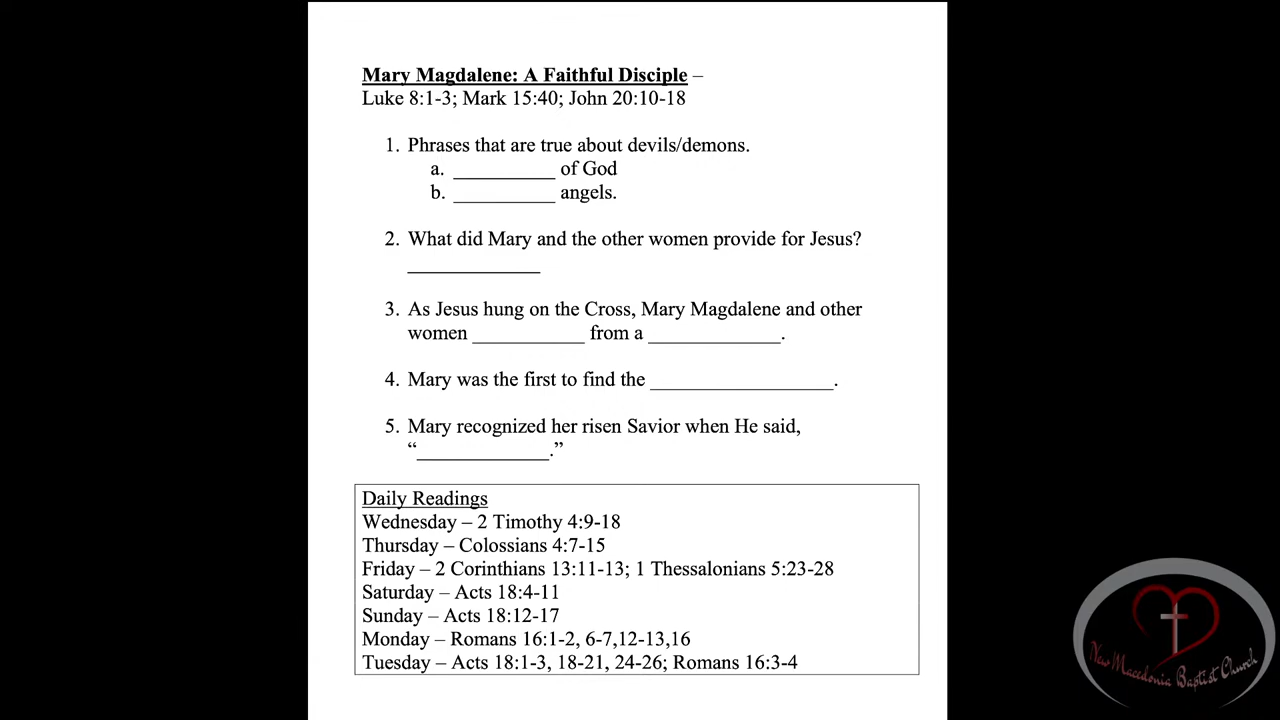 Mary Magdalene: A Faithful Disciple –
Luke 8:1-3; Mark 15:40; John 20:10-18
1. Phrases that are true about devils/demons.
a. __________ of God
b. __________ angels.
2. What did Mary and the other women provide for Jesus?
_____________
3. As Jesus hung on the Cross, Mary Magdalene and other
women ___________ from a _____________.
4. Mary was the first to find the __________________.
5. Mary recognized her risen Savior when He said,
“_____________.”
Daily Readings
Wednesday – 2 Timothy 4:9-18
Thursday – Colossians 4:7-15
Friday – 2 Corinthians 13:11-13; 1 Thessalonians 5:23-28
Saturday – Acts 18:4-11
Sunday – Acts 18:12-17
Monday – Romans 16:1-2, 6-7,12-13,16
Tuesday – Acts 18:1-3, 18-21, 24-26; Romans 16:3-4
New Macedonia Baptist Church